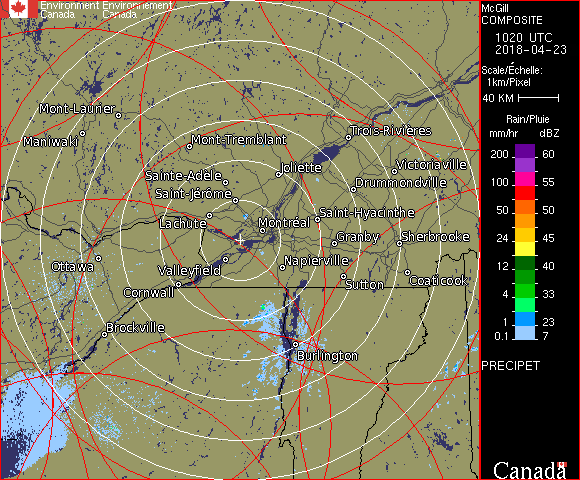 Environment Environnement
Canada Canada
McGill
COMPOSITE
1020 UTC
2018-04-23
Scale/Échelle:
1km/Pixel
40 KM
Rain/Pluie
mm/hr dBZ
200 60
100 55
50 50
24 45
12 40
8 33
4 23
1 7
0.1
PRECIPET
Canada
Mont-Laurier
Maniwaki
Mont-Tremblant
Trois-Rivières
Joliette
Victoriaville
Sainte-Adèle
Drummondville
Saint-Jérôme
Saint-Hyacinthe
Lachute
Montréal
Granby
Sherbrooke
Ottawa
Valleyfield
Napierville
Cornwall
Sutton
Coaticook
Brockville
Burlington